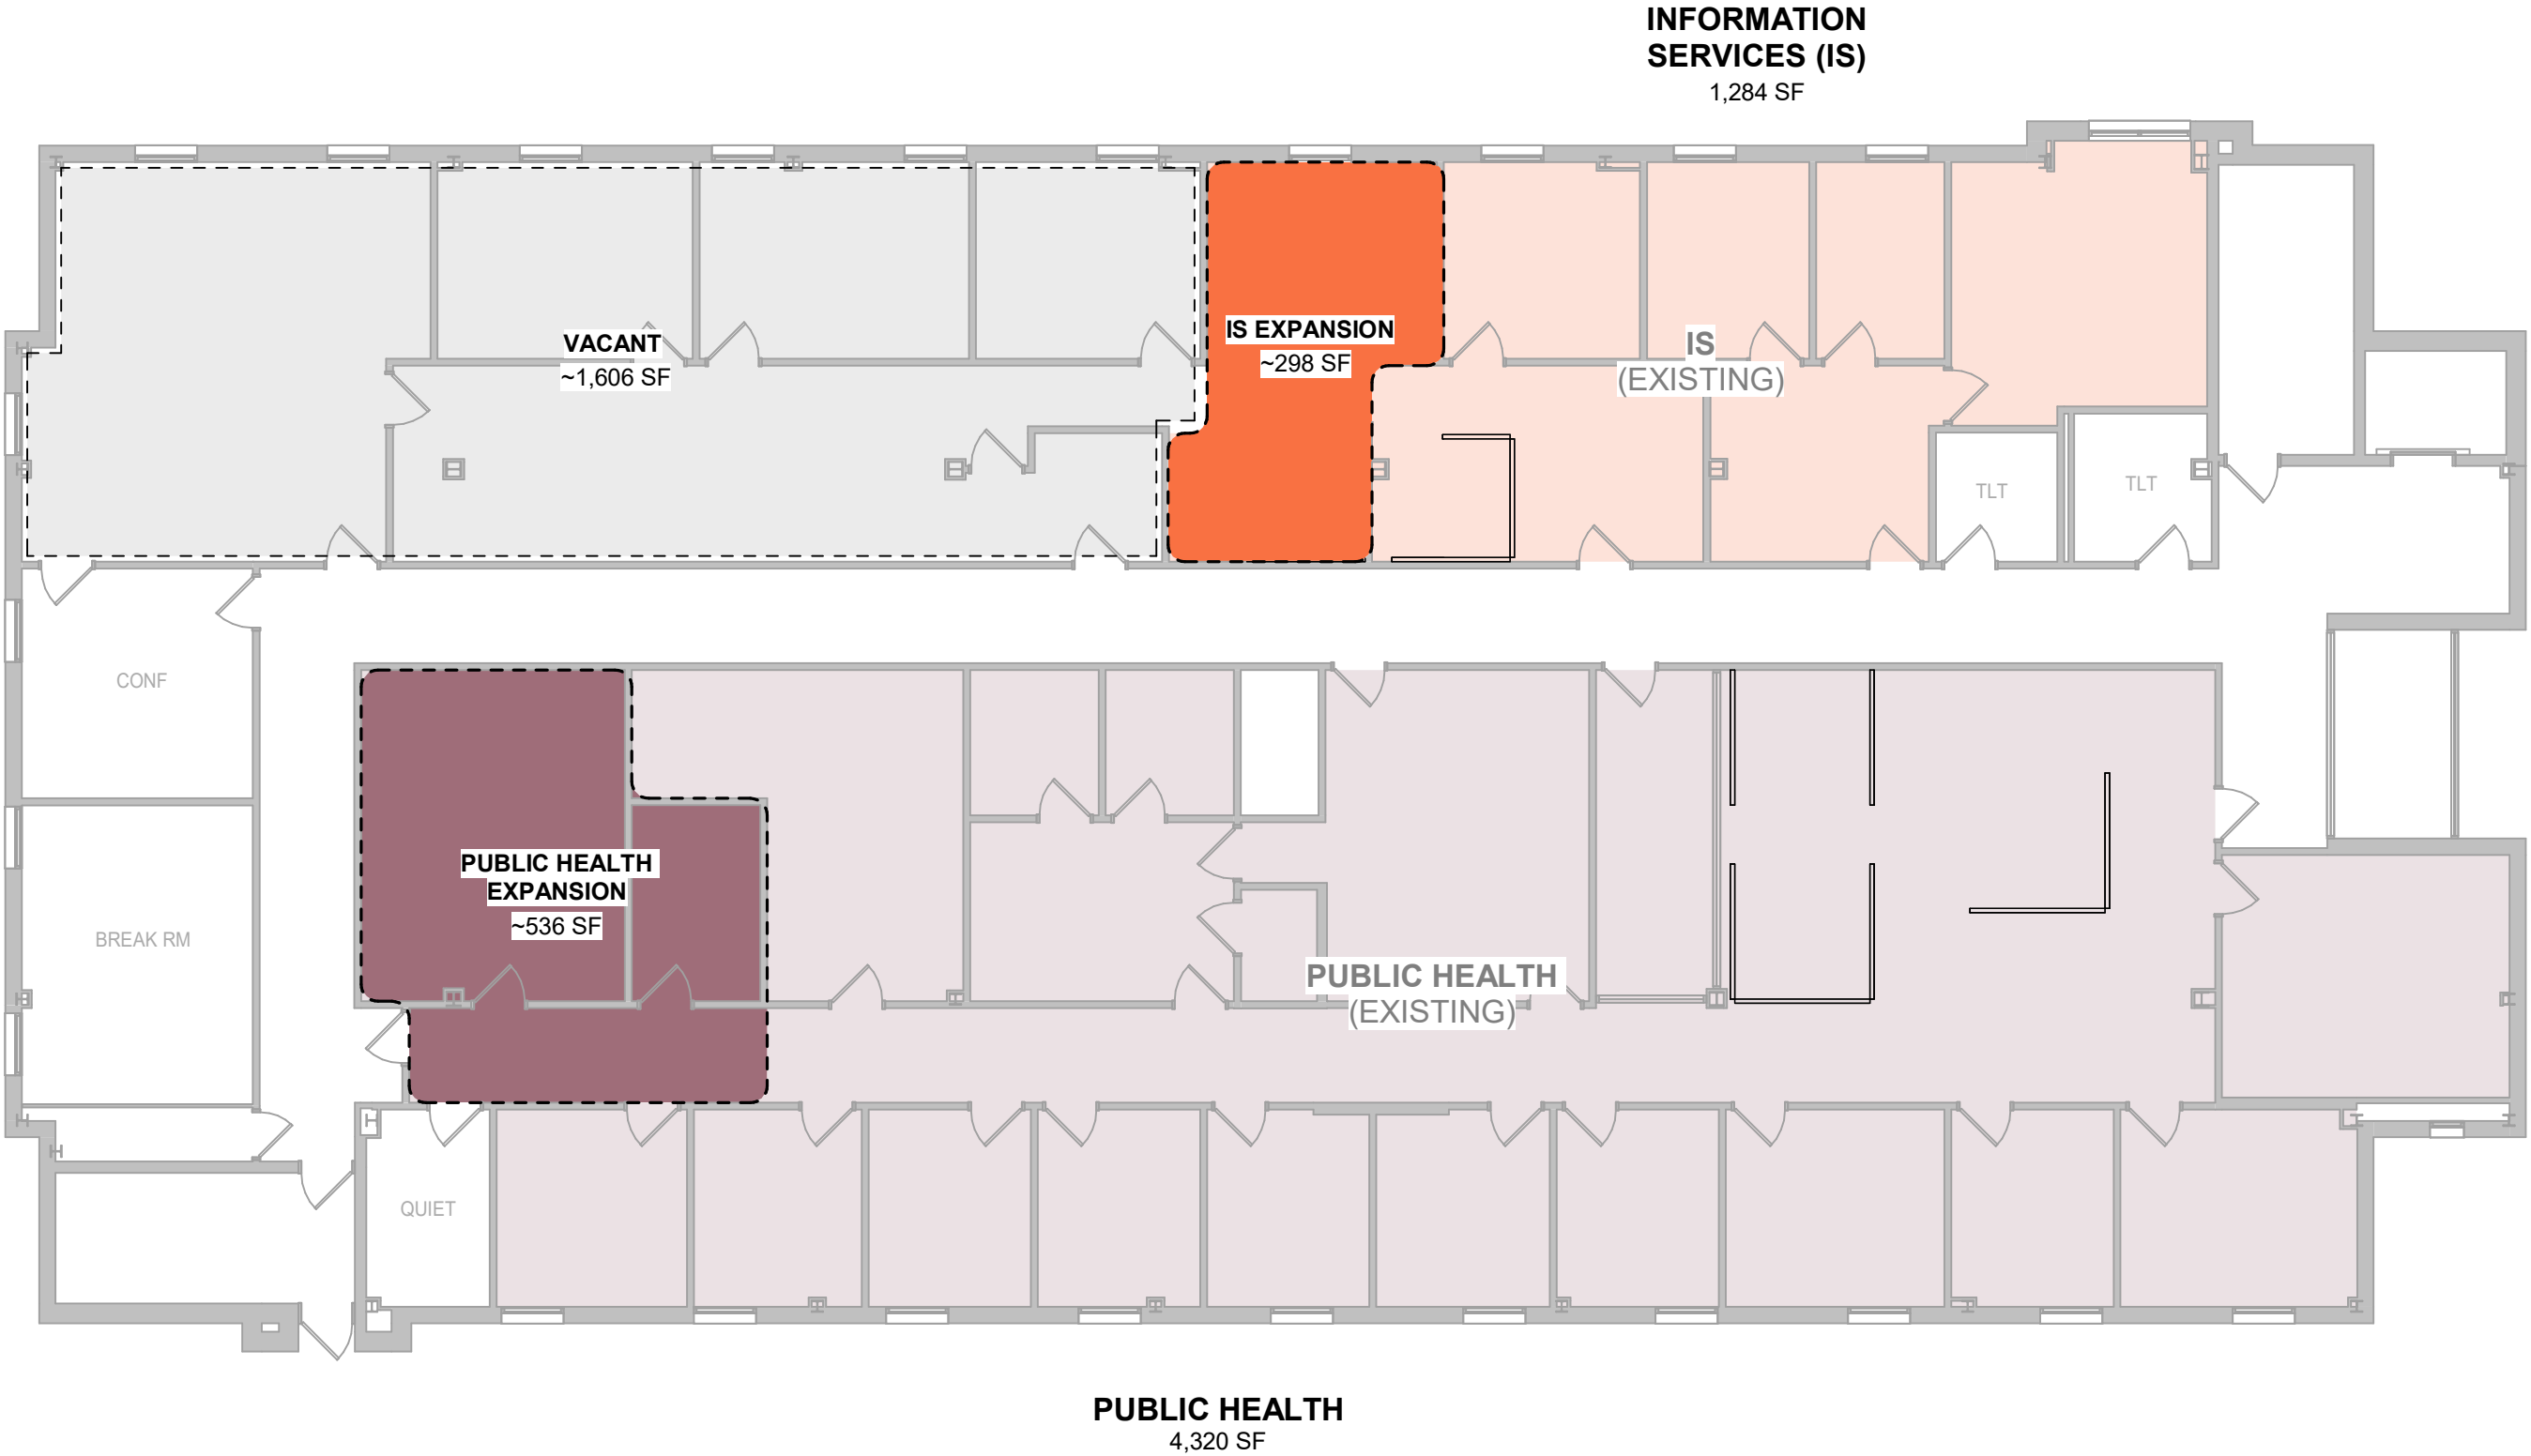 INFORMATION
SERVICES (IS)
1,284 SF
VACANT
~1,606 SF
IS EXPANSION
~298 SF
IS
(EXISTING)
TLT
TLT
CONF
BREAK RM
PUBLIC HEALTH
EXPANSION
~536 SF
PUBLIC HEALTH
(EXISTING)
QUIET
PUBLIC HEALTH
4,320 SF